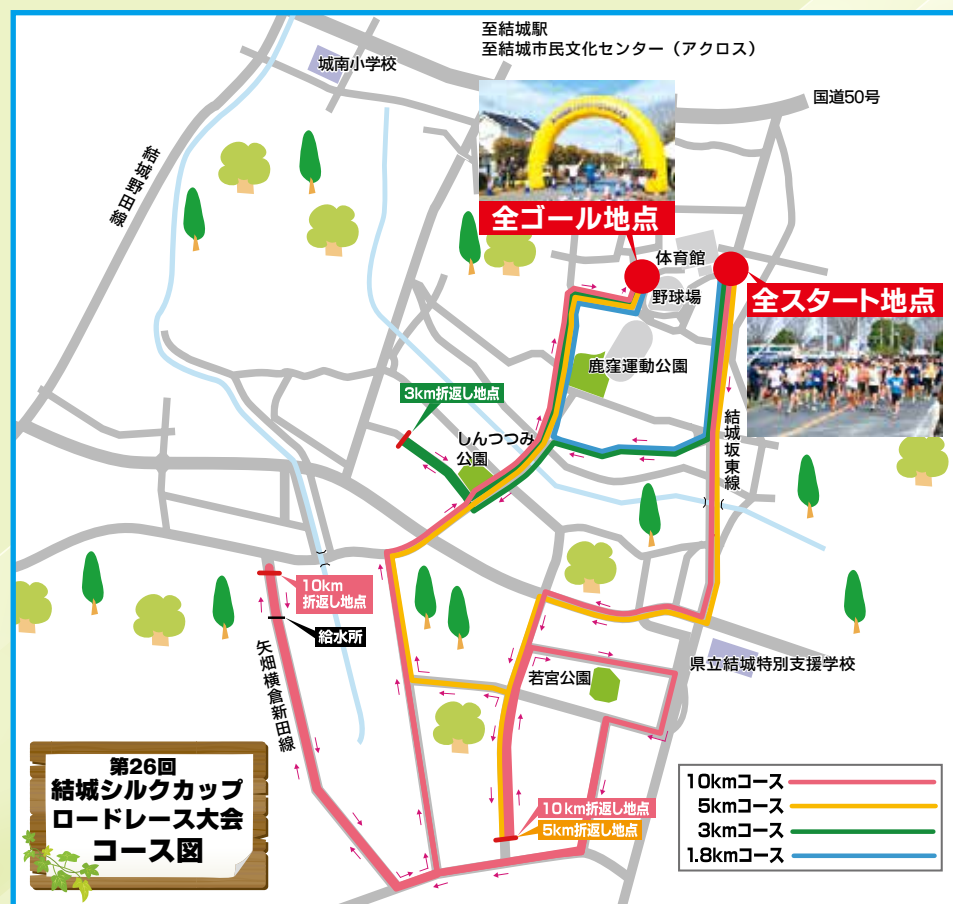 至結城駅
至結城市民文化センター（アクロス）
城南小学校
国道50号
結城野田線
全ゴール地点
体育館
野球場
全スタート地点
鹿窪運動公園
3km折返し地点
しんつつみ
公園
結城坂東線
10km
折返し地点
給水所
矢畑横倉新田線
若宮公園
県立結城特別支援学校
10km折返し地点
5km折返し地点
第26回
結城シルクカップ
ロードレース大会
コース図
10kmコース
5kmコース
3kmコース
1.8kmコース